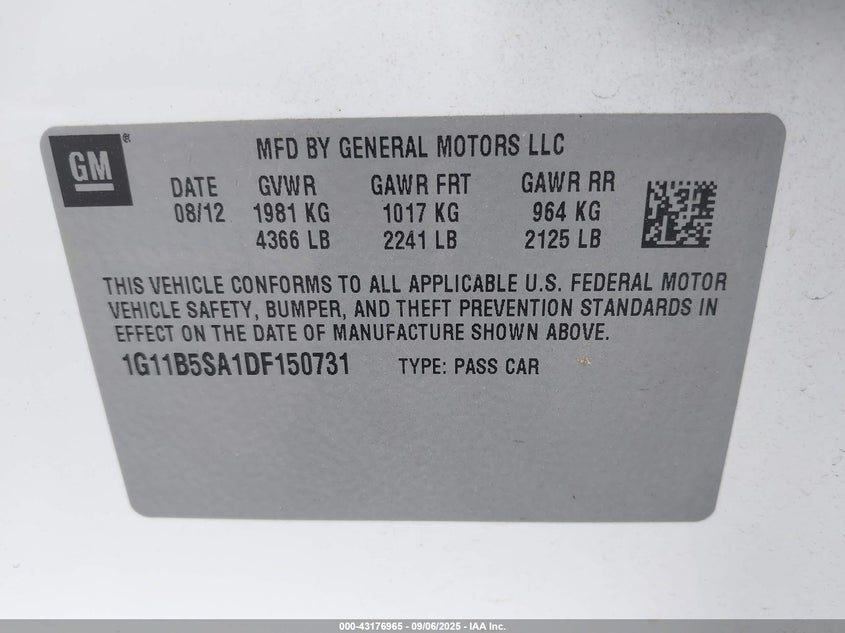 GM
MFD BY GENERAL MOTORS LLC
DATE GVWR GAWR FRT GAWR RR
08/12 1981 KG 1017 KG 964 KG
4366 LB 2241 LB 2125 LB
THIS VEHICLE CONFORMS TO ALL APPLICABLE U.S. FEDERAL MOTOR
VEHICLE SAFETY, BUMPER, AND THEFT PREVENTION STANDARDS IN
EFFECT ON THE DATE OF MANUFACTURE SHOWN ABOVE.
1G11B5SA1DF150731 TYPE: PASS CAR
000-43176965 - 09/06/2025 - IAA Inc.